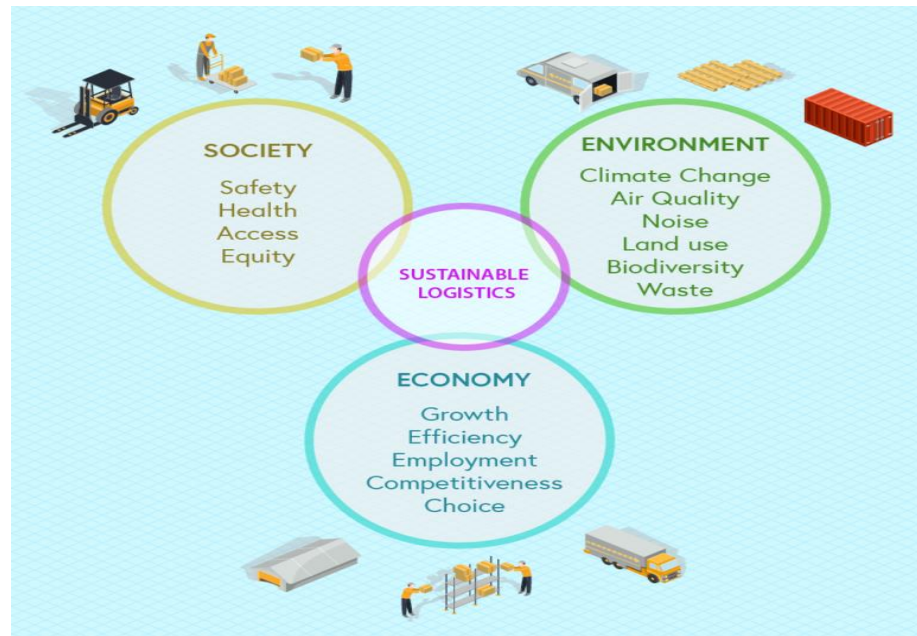 SOCIETY
Safety
Health
Access
Equity
ENVIRONMENT
Climate Change
Air Quality
Noise
Land use
Biodiversity
Waste
SUSTAINABLE
LOGISTICS
ECONOMY
Growth
Efficiency
Employment
Competitiveness
Choice